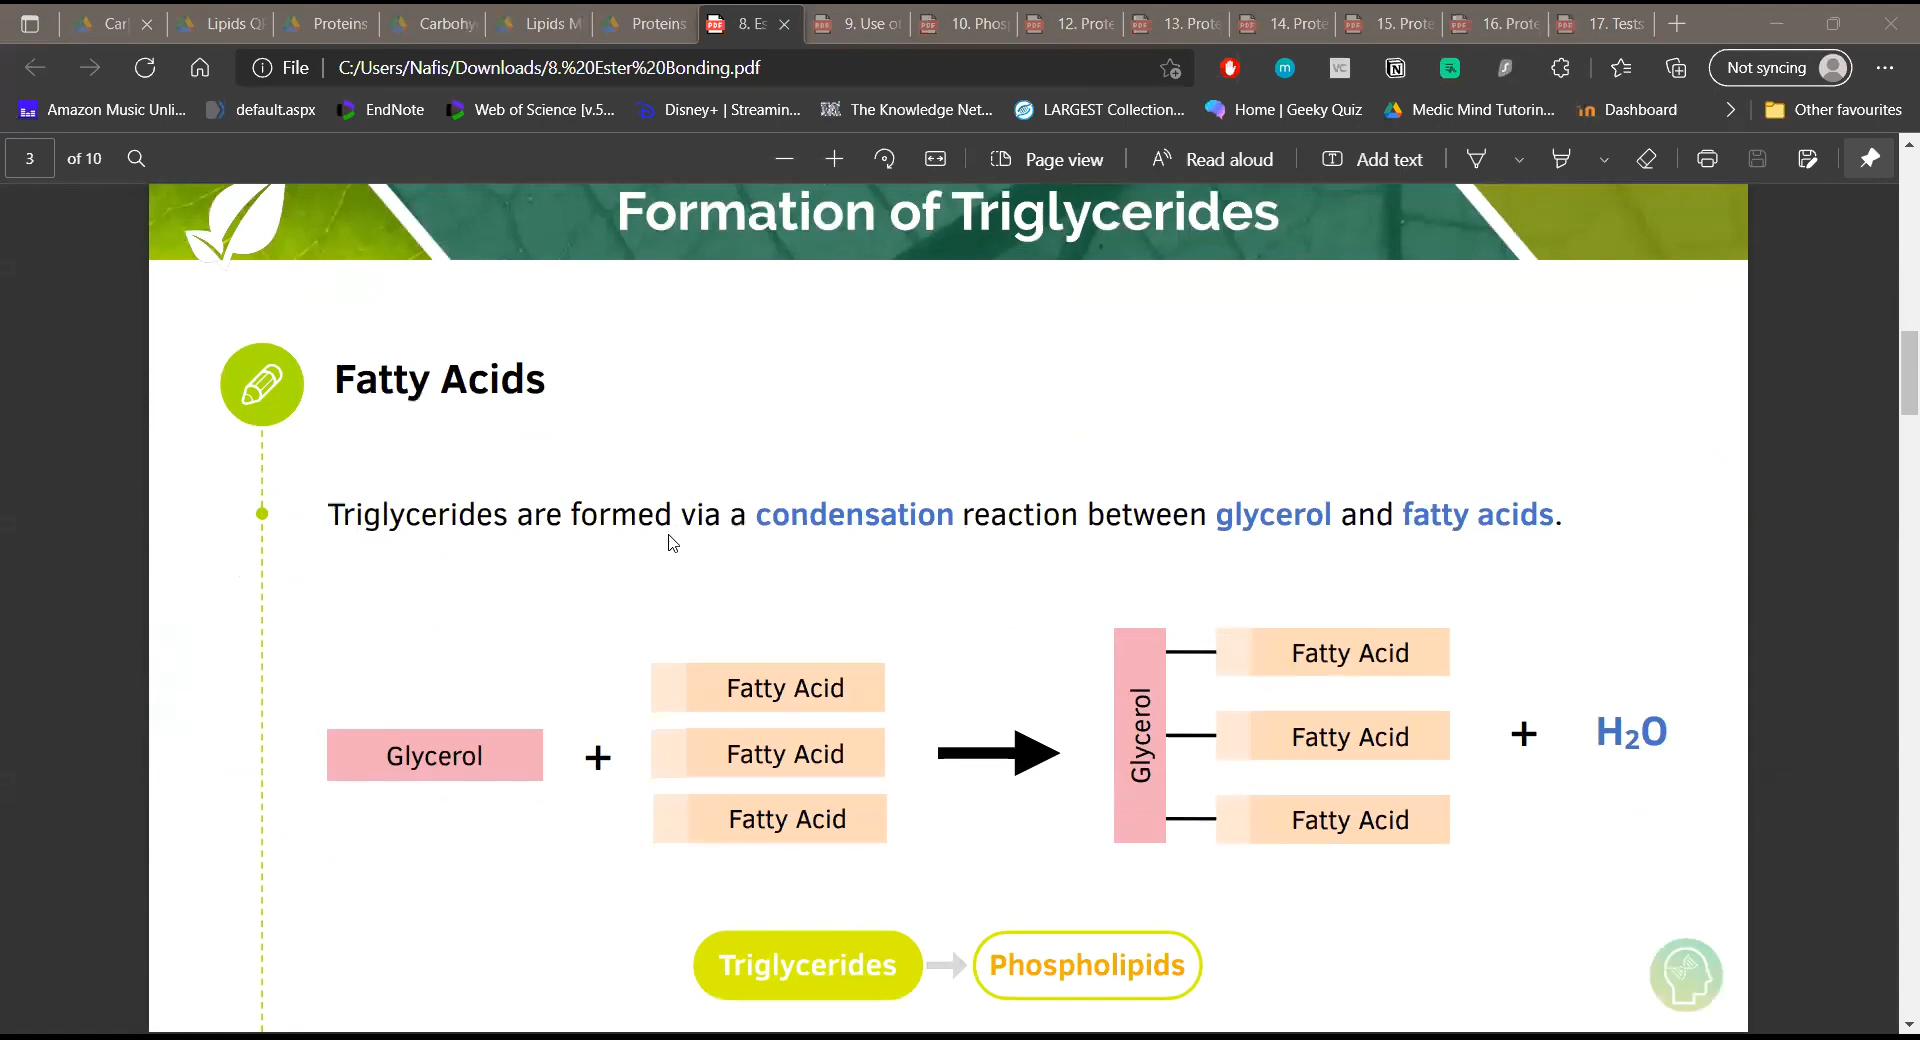 Car
Lipids QP
Proteins
Carbohy
Lipids M
Proteins
8. Es
9. Use of
10. Phos
12. Prote
13. Prote
14. Prote
15. Prote
16. Prote
17. Tests
File
C:/Users/Nafis/Downloads/8.%20Ester%20Bonding.pdf
VC
Not syncing
Amazon Music Unli...
default.aspx
EndNote
Web of Science [v.5...
Disney+ | Streamin...
The Knowledge Net...
LARGEST Collection...
Home | Geeky Quiz
Medic Mind Tutorin...
Dashboard
Other favourites
3 of 10
Page view
Read aloud
Add text
Formation of Triglycerides
Fatty Acids
Triglycerides are formed via a condensation reaction between glycerol and fatty acids.
Glycerol
+
Fatty Acid
Fatty Acid
Fatty Acid
Glycerol
Fatty Acid
Fatty Acid
Fatty Acid
+
H₂O
Triglycerides
Phospholipids